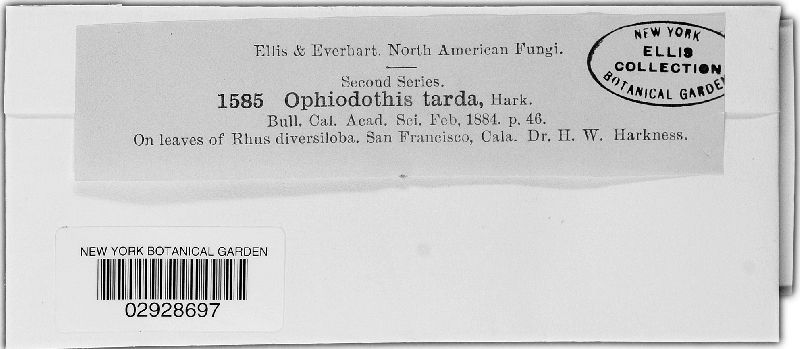 Ellis & Everhart. North American Fungi.
Second Series.
1585 Ophiodothis tarda, Hark.
Bull. Cal. Acad. Sci. Feb, 1884. p. 46.
On leaves of Rhus diversiloba. San Francisco, Cala. Dr. H. W. Harkness.
NEW YORK
ELLIS
COLLECTION
BOTANICAL GARDEN
NEW YORK BOTANICAL GARDEN
02928697